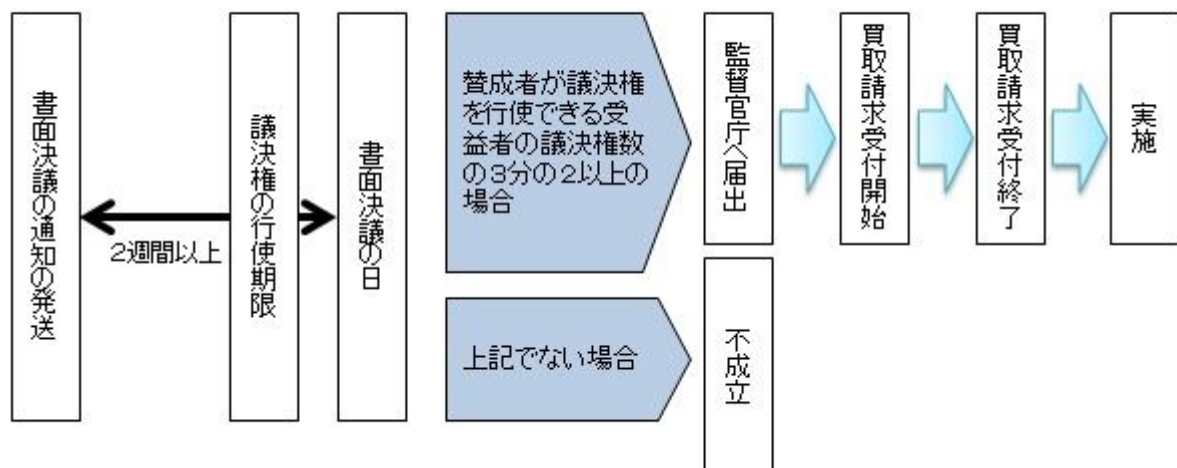 書面決議の通知の発送
2週間以上
議決権の行使期限
書面決議の日
賛成者が議決権
を行使できる受
益者の議決権数
の3分の2以上の
場合
上記でない場合
監督官庁へ届出
不成立
買取請求受付開始
買取請求受付終了
実施